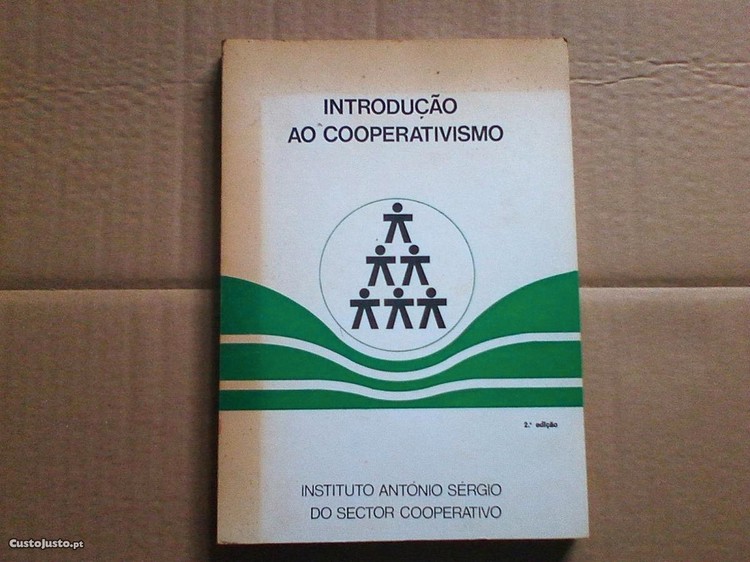 INTRODUÇÃO
AO COOPERATIVISMO
2.ª edição
INSTITUTO ANTÓNIO SÉRGIO
DO SECTOR COOPERATIVO
CustoJusto.pt